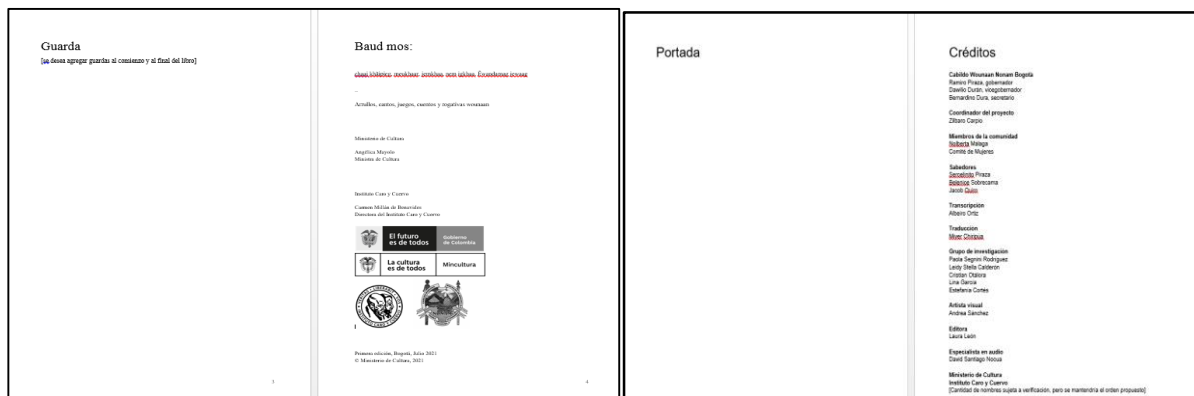 Guarda
[se desea agregar guardas al comienzo y al final del libro]
3
Baud mos:
Arrullos, cantos, juegos, cuentos y rogativas wounaan
Ministerio de Cultura
Angélica Mayolo
Ministra de Cultura
Instituto Caro y Cuervo
Carmen Millán de Benavides
Directora del Instituto Caro y Cuervo
El futuro
es de todos
Gobierno
de Colombia
La cultura
es de todos
Mincultura
Primera edición, Bogotá, Julio 2021
© Ministerio de Cultura, 2021
4
Portada
Créditos
Cabildo Wounaan Nonam Bogotá
Ramiro Piraza, gobernador
Davelio Durán, vicegobernador
Bernardino Dura, secretario
Coordinador del proyecto
Carpio
Miembros de la comunidad
Málaga
Comité de Mujeres
Sabedores
Sercelinito Piraza
Belenice Sobrecama
Jacob Quiro
Transcripción
Albeiro Ortiz
Traducción
Miver Choipua
Grupo de investigación
Paola Segnini Rodríguez
Leidy Stella Calderón
Cristian Otálora
Lina García
Estefanía Cortés
Artista visual
Andrea Sánchez
Editora
Laura León
Especialista en audio
David Santiago Nocua
Ministerio de Cultura
Instituto Caro y Cuervo
[Cantidad de nombres sujeta a verificación, pero se mantendría el orden propuesto]